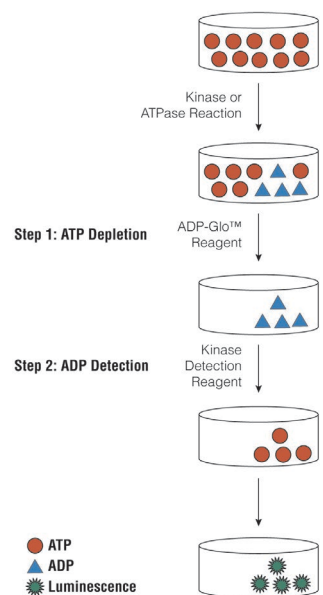 Kinase or
ATPase Reaction
Step 1: ATP Depletion
ADP-Glo™
Reagent
Step 2: ADP Detection
Kinase
Detection
Reagent
ATP
ADP
Luminescence